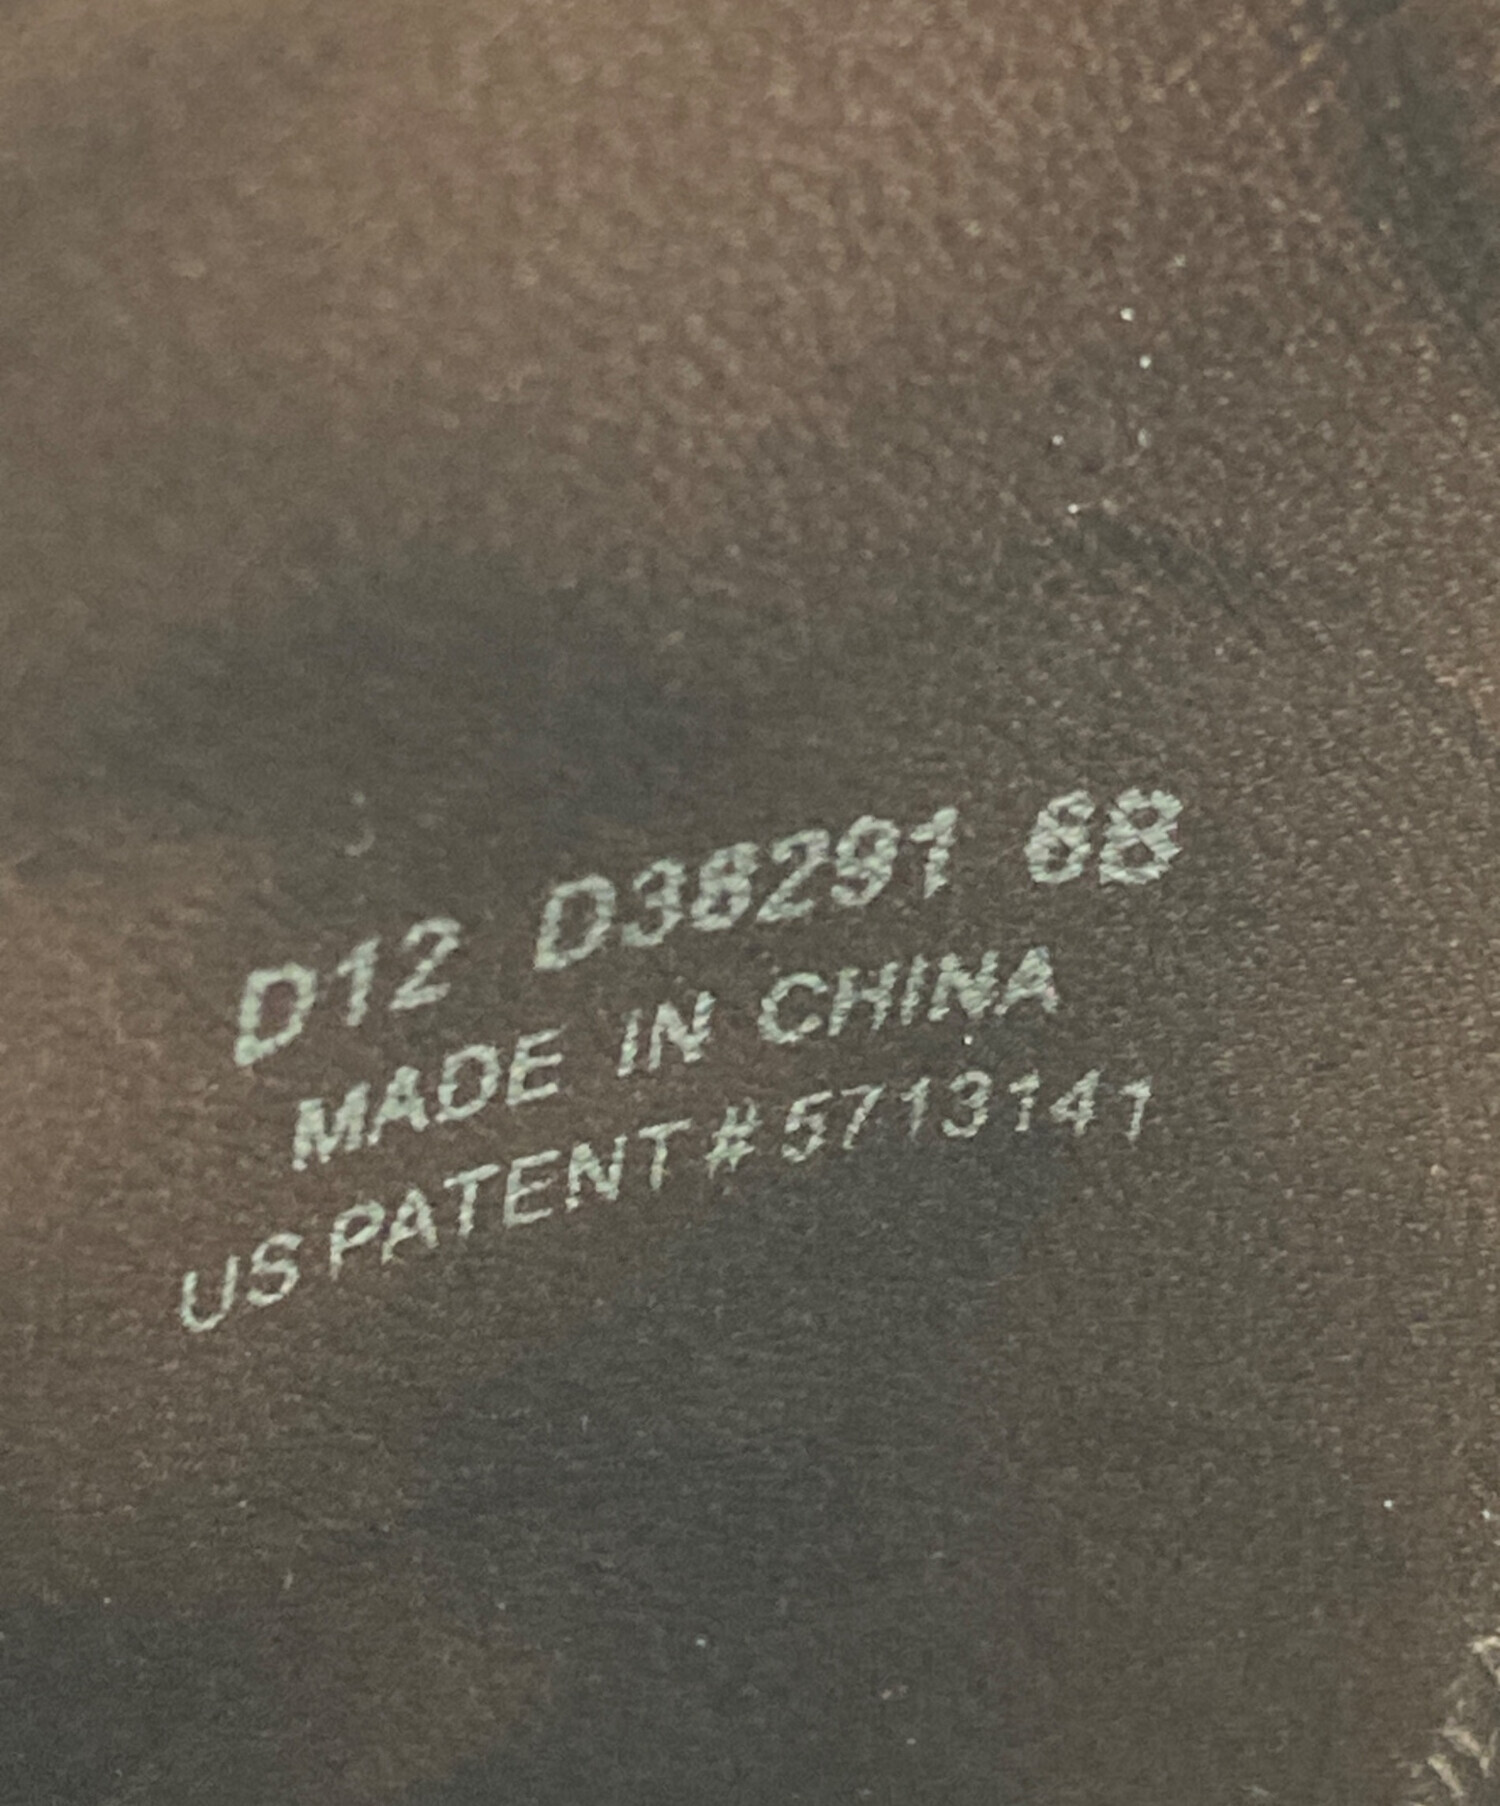 D12 D38291 68
MADE IN CHINA
US PATENT # 5713141